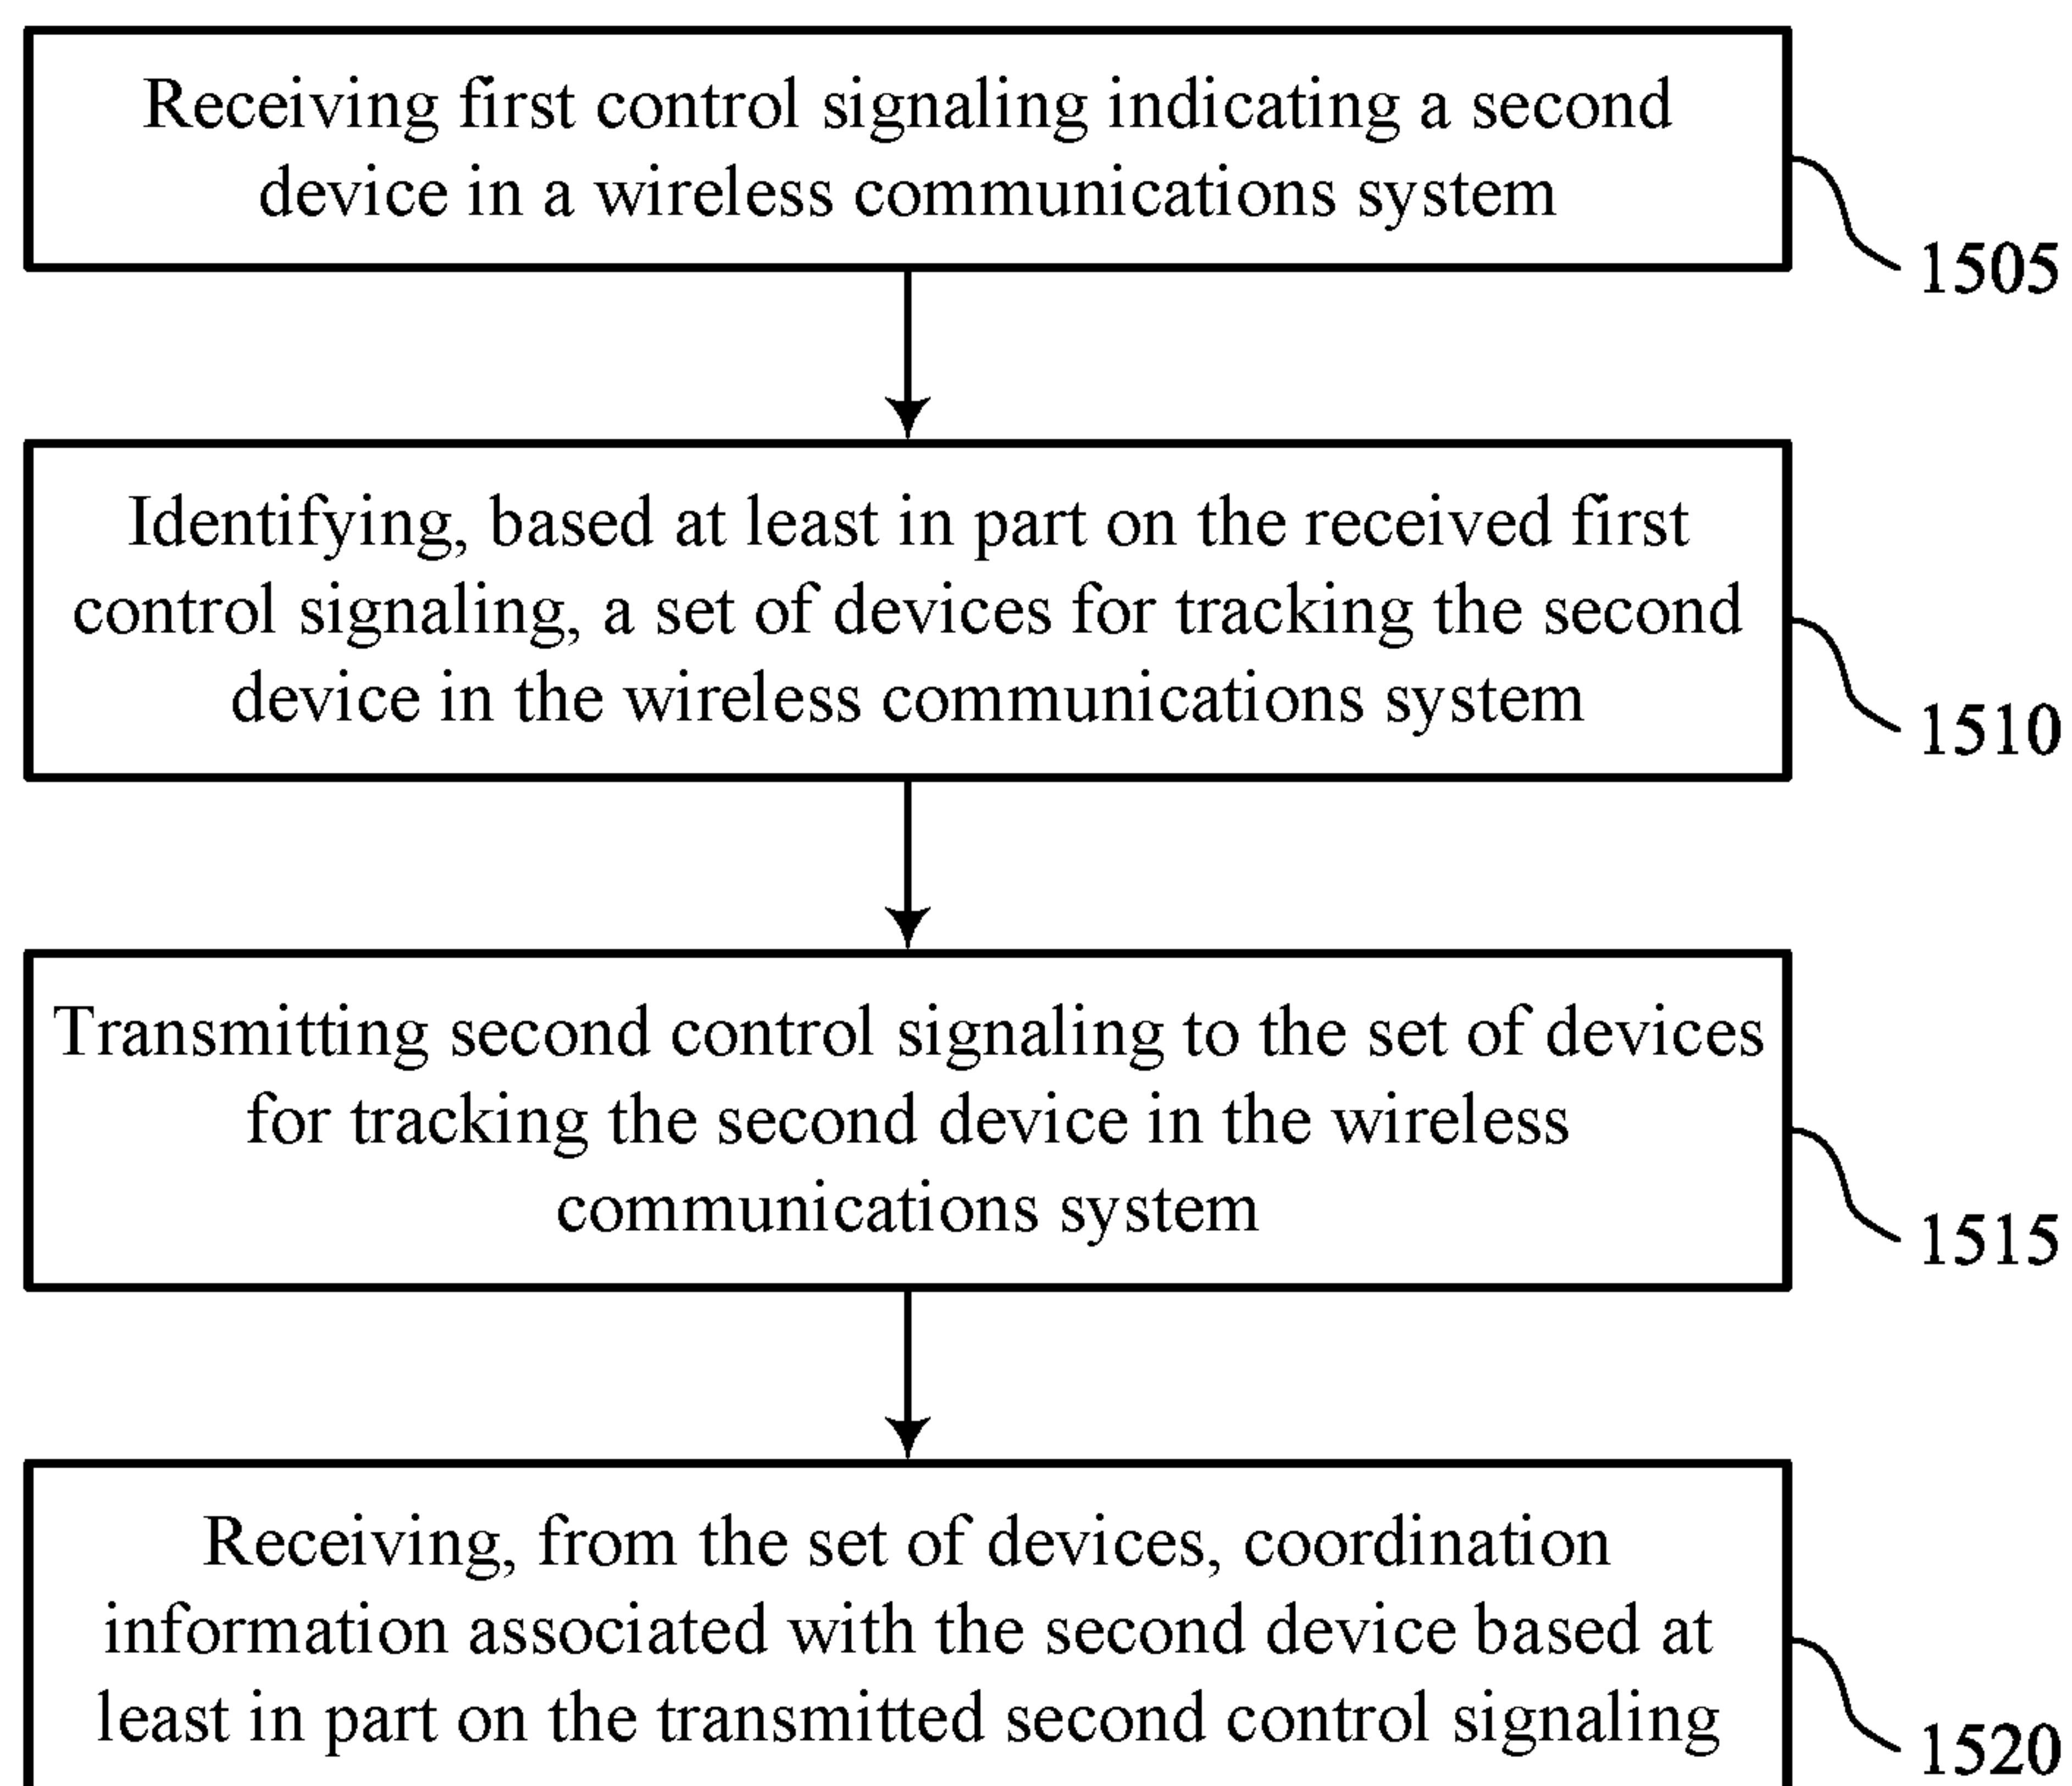 Receiving first control signaling indicating a second
device in a wireless communications system
1505
Identifying, based at least in part on the received first
control signaling, a set of devices for tracking the second
device in the wireless communications system
1510
Transmitting second control signaling to the set of devices
for tracking the second device in the wireless
communications system
1515
Receiving, from the set of devices, coordination
information associated with the second device based at
least in part on the transmitted second control signaling
1520